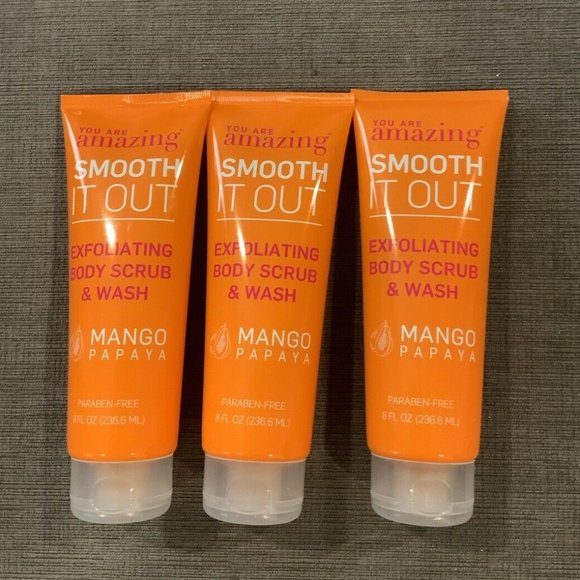 YOU ARE
amazing™
SMOOTH
IT OUT
EXFOLIATING
BODY SCRUB
& WASH
MANGO
PAPAYA
PARABEN-FREE
8 FL OZ (236.6 ML)
YOU ARE
amazing™
SMOOTH
IT OUT
EXFOLIATING
BODY SCRUB
& WASH
MANGO
PAPAYA
PARABEN-FREE
8 FL OZ (236.6 ML)
YOU ARE
amazing™
SMOOTH
IT OUT
EXFOLIATING
BODY SCRUB
& WASH
MANGO
PAPAYA
PARABEN-FREE
8 FL OZ (236.6 ML)